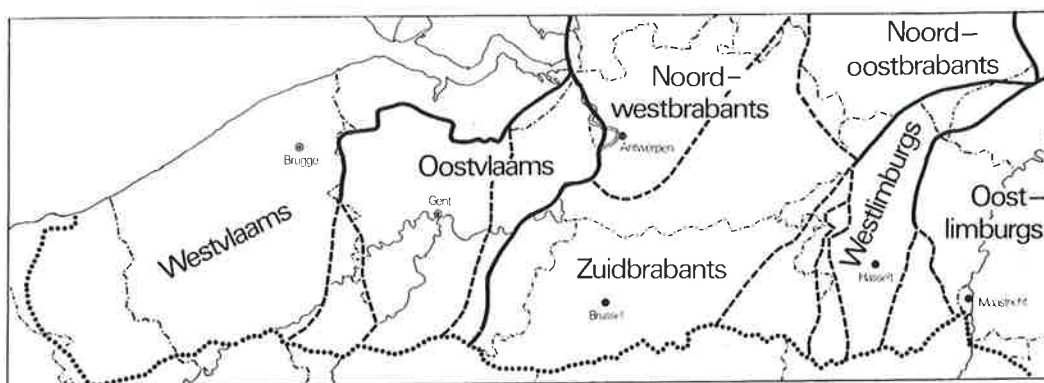 Noord–
oostbrabants
Noord–
westbrabants
Brugge
Antwerpen
Oostvlaams
Gent
Westvlaams
Westlimburgs
Oost–
limburgs
Zuidbrabants
Hasselt
Brussel
Maastricht